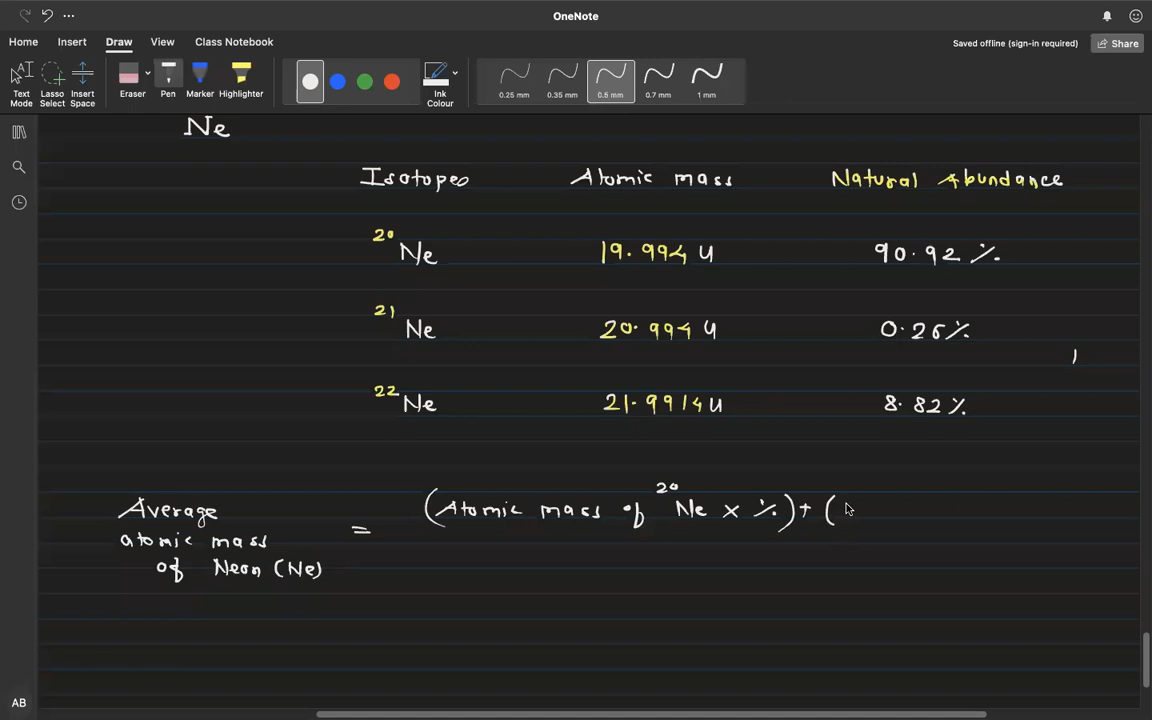 OneNote
Home Insert Draw View Class Notebook
Saved offline (sign-in required) Share
Text Mode
Lasso Select
Insert Space
Eraser
Pen
Marker
Highlighter
Ink Colour
0.25 mm
0.35 mm
0.5 mm
0.7 mm
1 mm
Ne
Isotopes Atomic mass Natural Abundance
20 Ne 19.994 u 90.92 %
21 Ne 20.994 u 0.26 %
22 Ne 21.9914 u 8.82 %
Average atomic mass of Neon (Ne) = (Atomic mass of 20 Ne × %) + (
AB